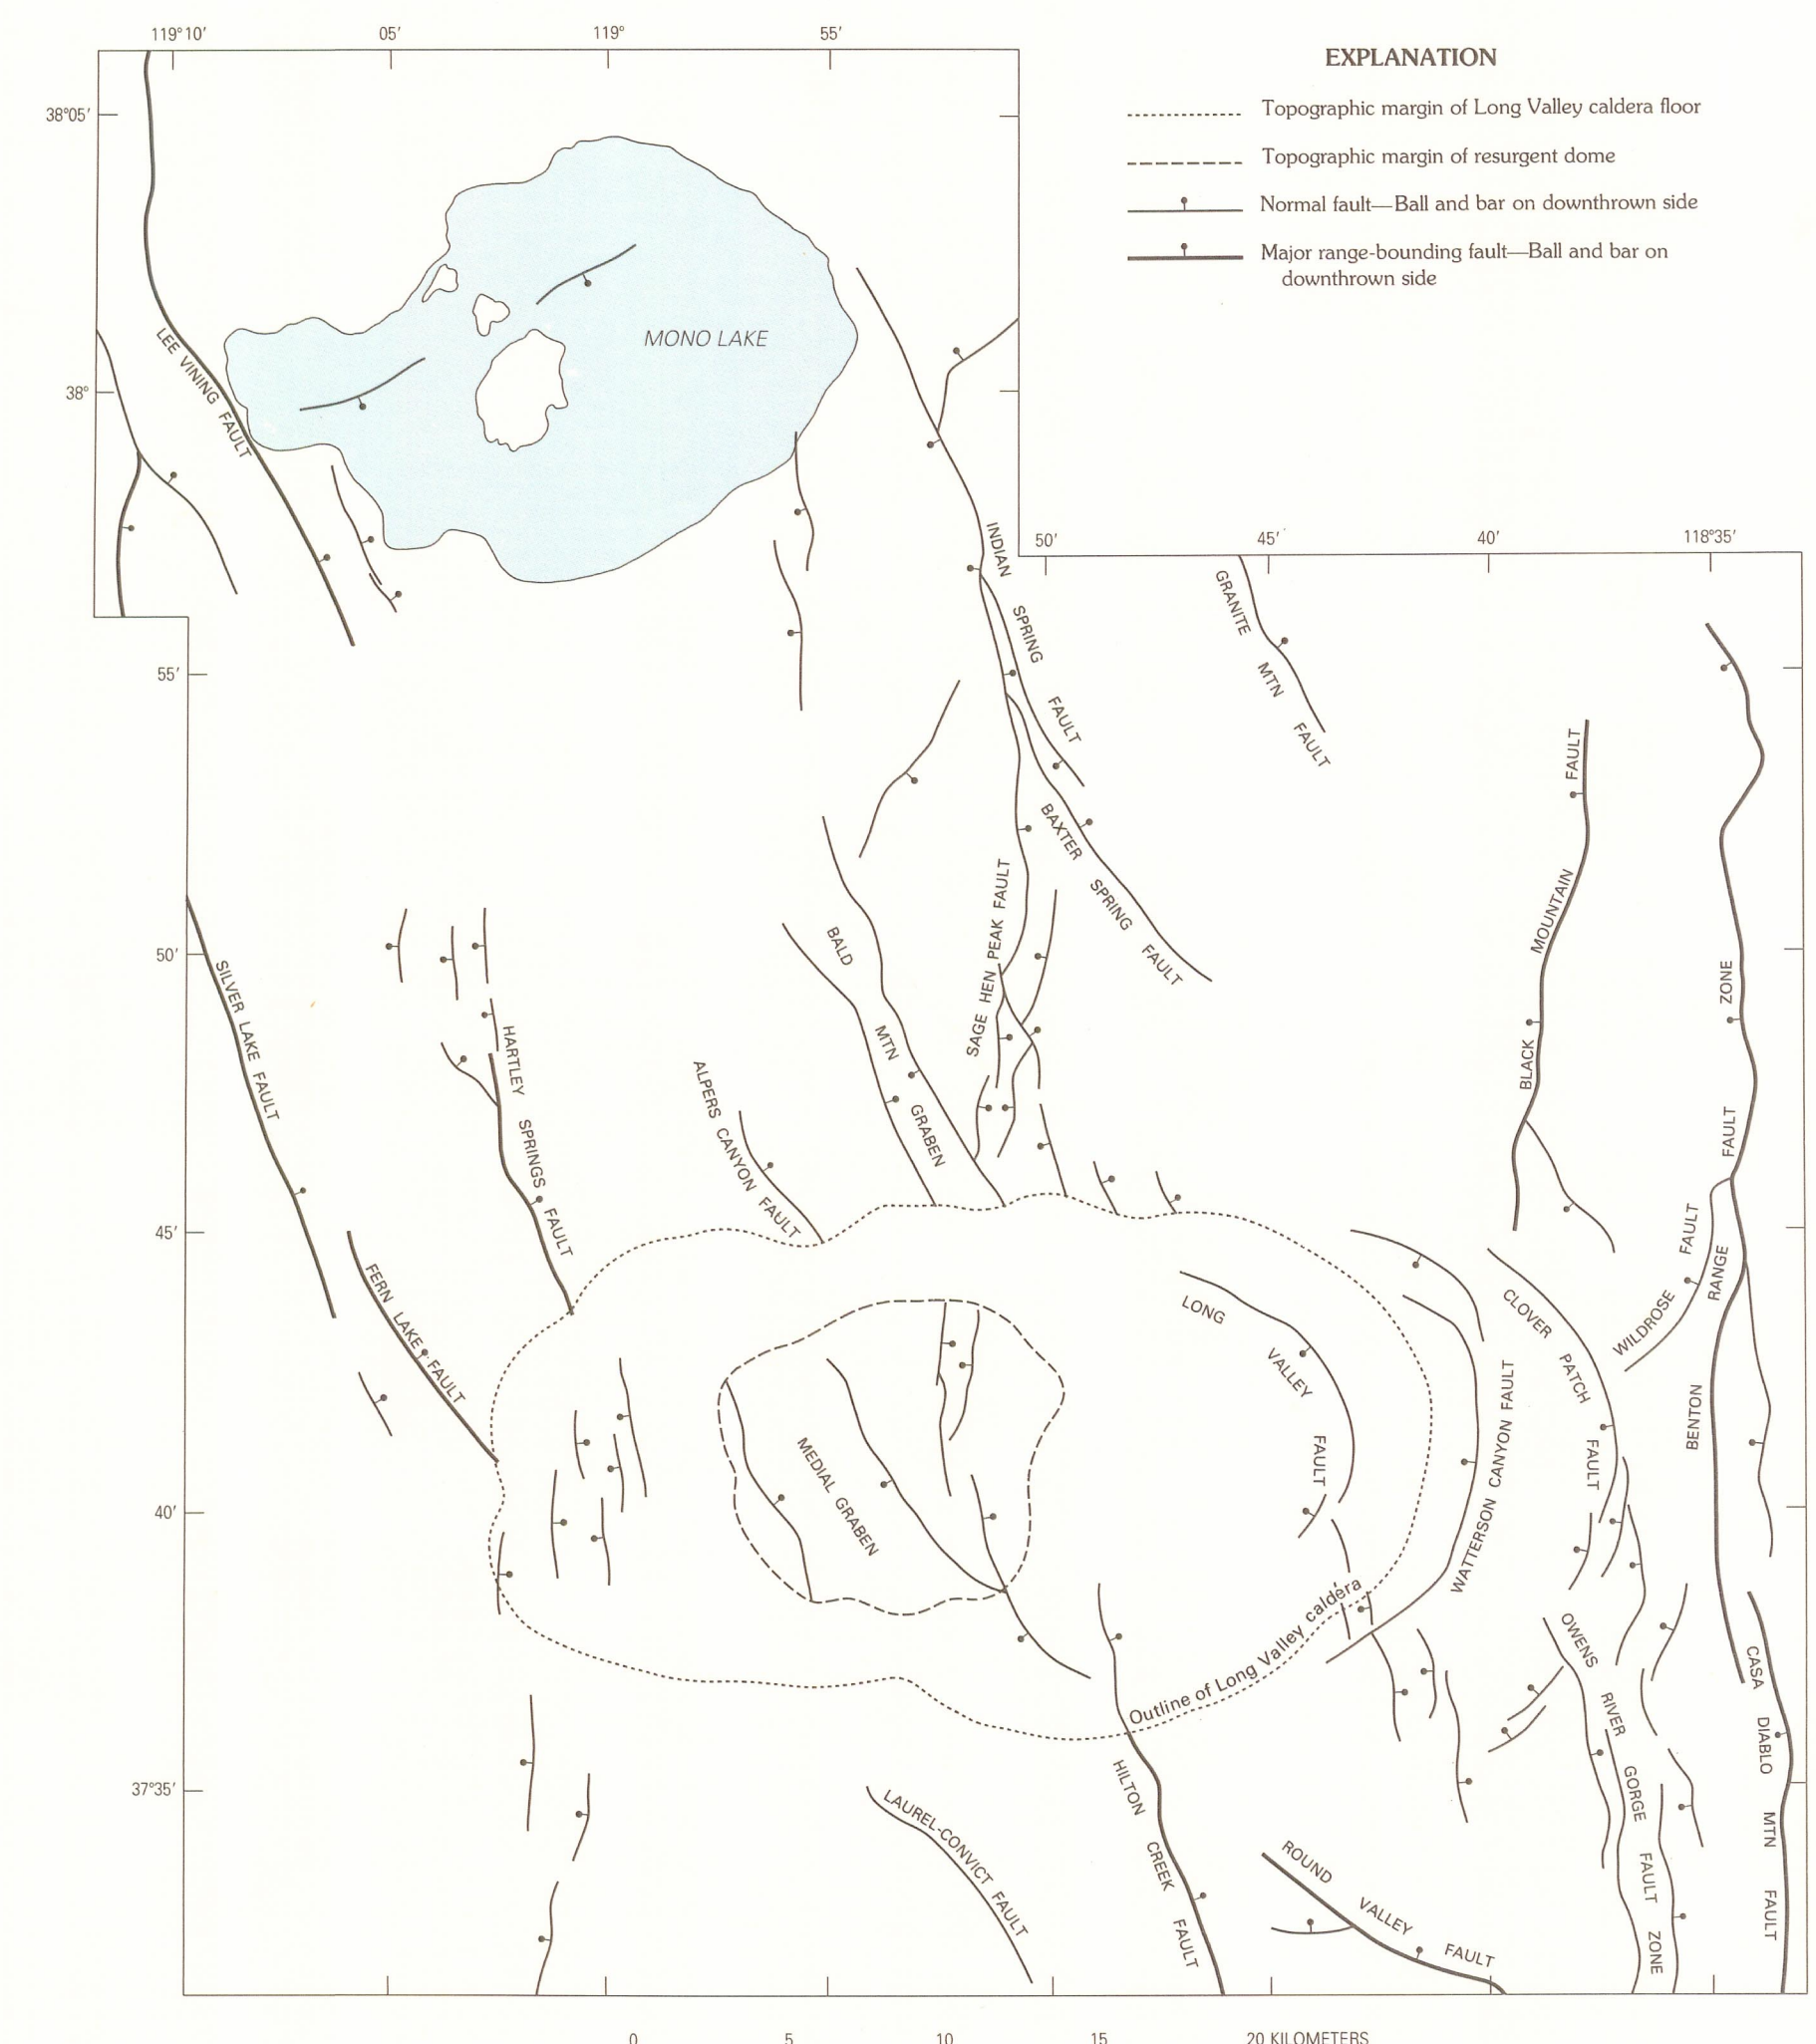 119°10′ 05′ 119° 55′
EXPLANATION
Topographic margin of Long Valley caldera floor
Topographic margin of resurgent dome
Normal fault—Ball and bar on downthrown side
Major range-bounding fault—Ball and bar on
downthrown side
38°05′
MONO LAKE
LEE VINING FAULT
38°
50′ 45′ 40′ 118°35′
INDIAN SPRING FAULT
GRANITE MTN FAULT
55′
BLACK MOUNTAIN FAULT
BAXTER SPRING FAULT
SAGE HEN PEAK FAULT
BALD MTN GRABEN
50′
SILVER LAKE FAULT
HARTLEY SPRINGS FAULT
ALPERS CANYON FAULT
45′
FERN LAKE FAULT
BENTON RANGE FAULT ZONE
WILDROSE FAULT
CLOVER PATCH FAULT
LONG VALLEY FAULT
WATTERSON CANYON FAULT
MEDIAL GRABEN
40′
Outline of Long Valley caldera
OWENS RIVER GORGE FAULT ZONE
CASA DIABLO MTN FAULT
37°35′
HILTON CREEK FAULT
LAUREL-CONVICT FAULT
ROUND VALLEY FAULT
0 5 10 15 20 KILOMETERS